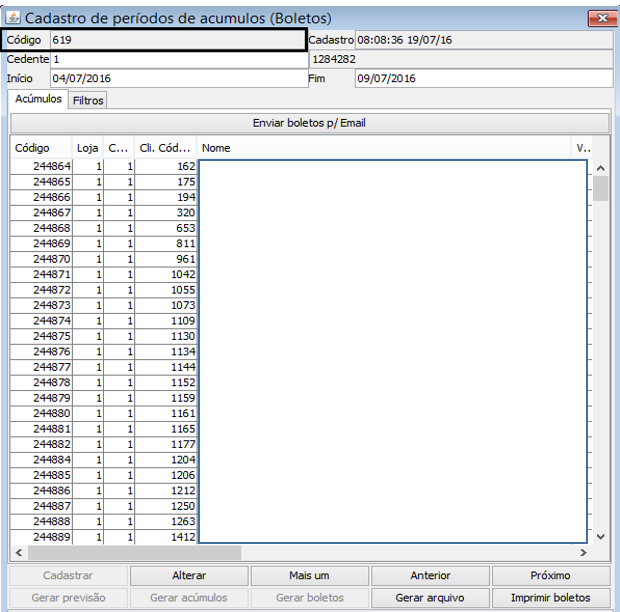 Cadastro de períodos de acumulos (Boletos)
Código 619 Cadastro 08:08:36 19/07/16
Cedente 1 1284282
Início 04/07/2016 Fim 09/07/2016
Acúmulos Filtros
Enviar boletos p/ Email
Código Loja C... Cli. Cód... Nome V...
244864 1 1 162
244865 1 1 175
244866 1 1 194
244867 1 1 320
244868 1 1 653
244869 1 1 811
244870 1 1 961
244871 1 1 1042
244872 1 1 1055
244873 1 1 1073
244874 1 1 1109
244875 1 1 1130
244876 1 1 1134
244877 1 1 1144
244878 1 1 1152
244879 1 1 1159
244880 1 1 1161
244881 1 1 1165
244882 1 1 1177
244884 1 1 1204
244885 1 1 1206
244886 1 1 1212
244887 1 1 1250
244888 1 1 1263
244889 1 1 1412
Cadastrar Alterar Mais um Anterior Próximo
Gerar previsão Gerar acúmulos Gerar boletos Gerar arquivo Imprimir boletos